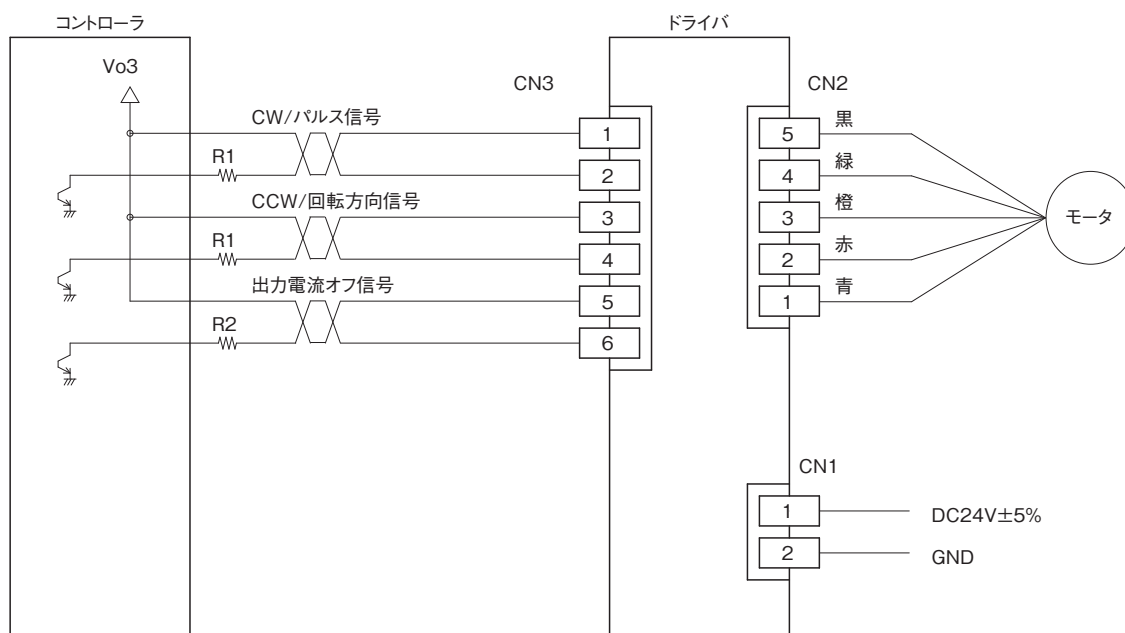 コントローラ
ドライバ
Vo3
CN3
CN2
CW/パルス信号
R1
CCW/回転方向信号
R1
出力電流オフ信号
R2
1
2
3
4
5
6
5
黒
4
緑
3
橙
2
赤
1
青
モータ
CN1
1
DC24V±5%
2
GND